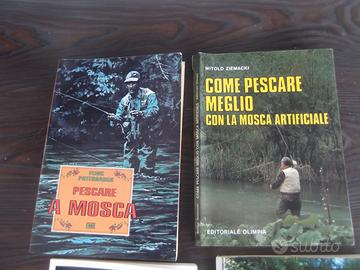 PESCARE
A MOSCA
WITOLD ZIEMACKI
COME PESCARE
MEGLIO
CON LA MOSCA ARTIFICIALE
EDITORIALE OLIMPIA
subito